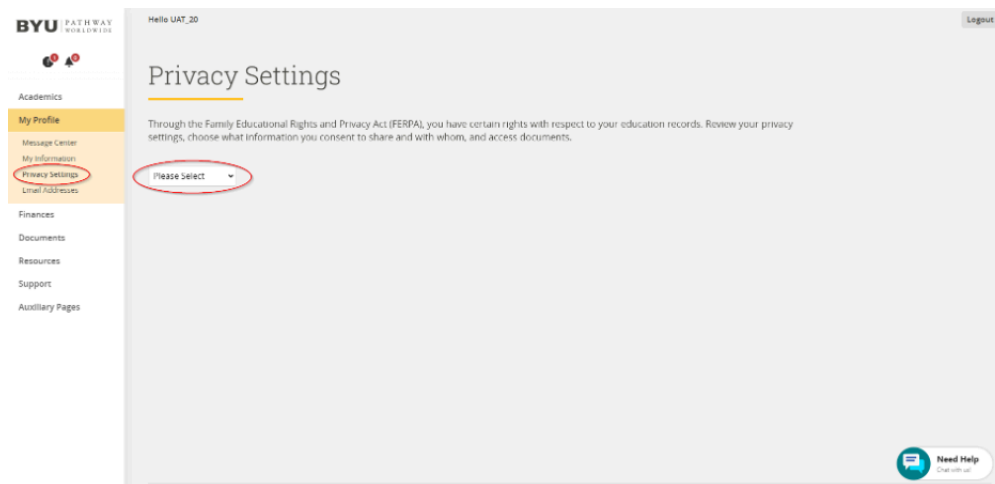 BYU PATHWAY
WORLDWIDE
Hello UAT_20
Logout
Academics
My Profile
Message Center
My Information
Privacy Settings
Email Addresses
Finances
Documents
Resources
Support
Auxiliary Pages
Privacy Settings
Through the Family Educational Rights and Privacy Act (FERPA), you have certain rights with respect to your education records. Review your privacy
settings, choose what information you consent to share and with whom, and access documents.
Please Select
Need Help
Chat with us!